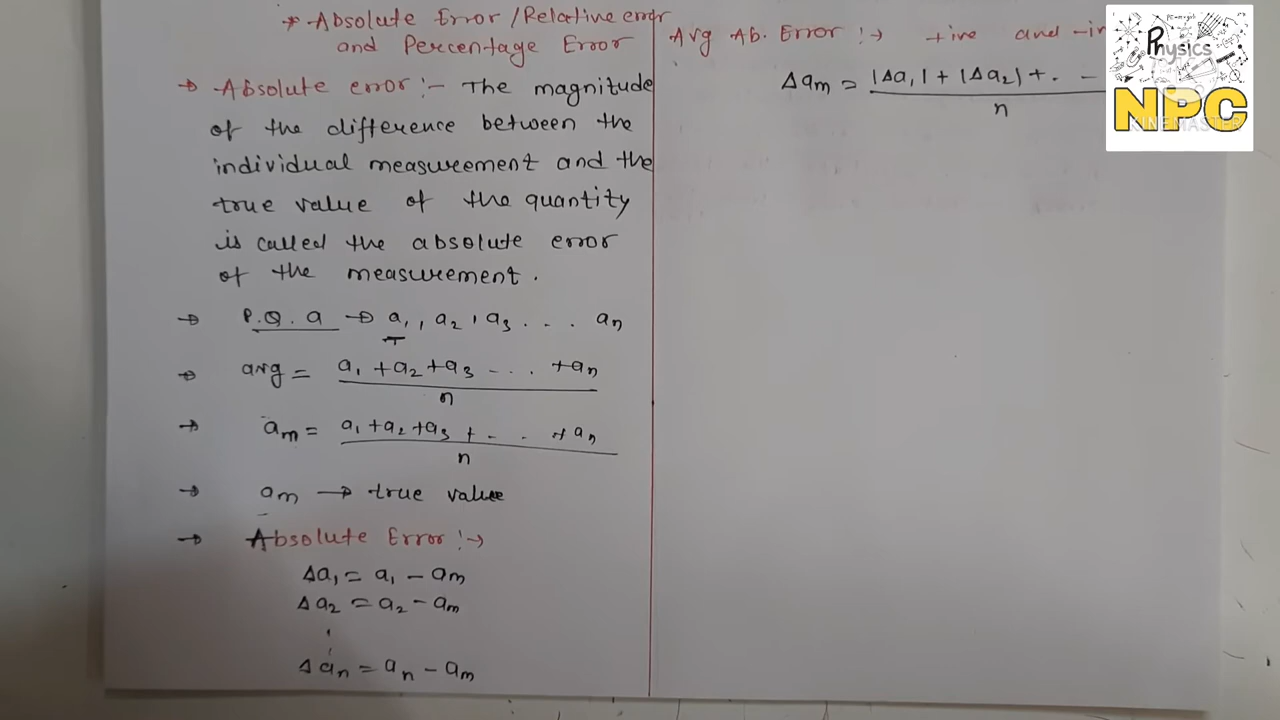 * Absolute Error / Relative error
and Percentage Error
→ Absolute error :- The magnitude
of the difference between the
individual measurement and the
true value of the quantity
is called the absolute error
of the measurement.
→ P.Q. a → a₁, a₂, a₃ . . . . aₙ
→ avg = a₁ + a₂ + a₃ - . . . + aₙ / n
→ aₘ = a₁ + a₂ + a₃ + - . . + aₙ / n
→ aₘ → true value
→ Absolute Error :→
Δa₁ = a₁ - aₘ
Δa₂ = a₂ - aₘ
⋮
Δaₙ = aₙ - aₘ
Avg Ab. Error :→ +ive and -i
Δaₘ = |Δa₁| + |Δa₂| + . - / n
Physics
NPC
KINEMASTER